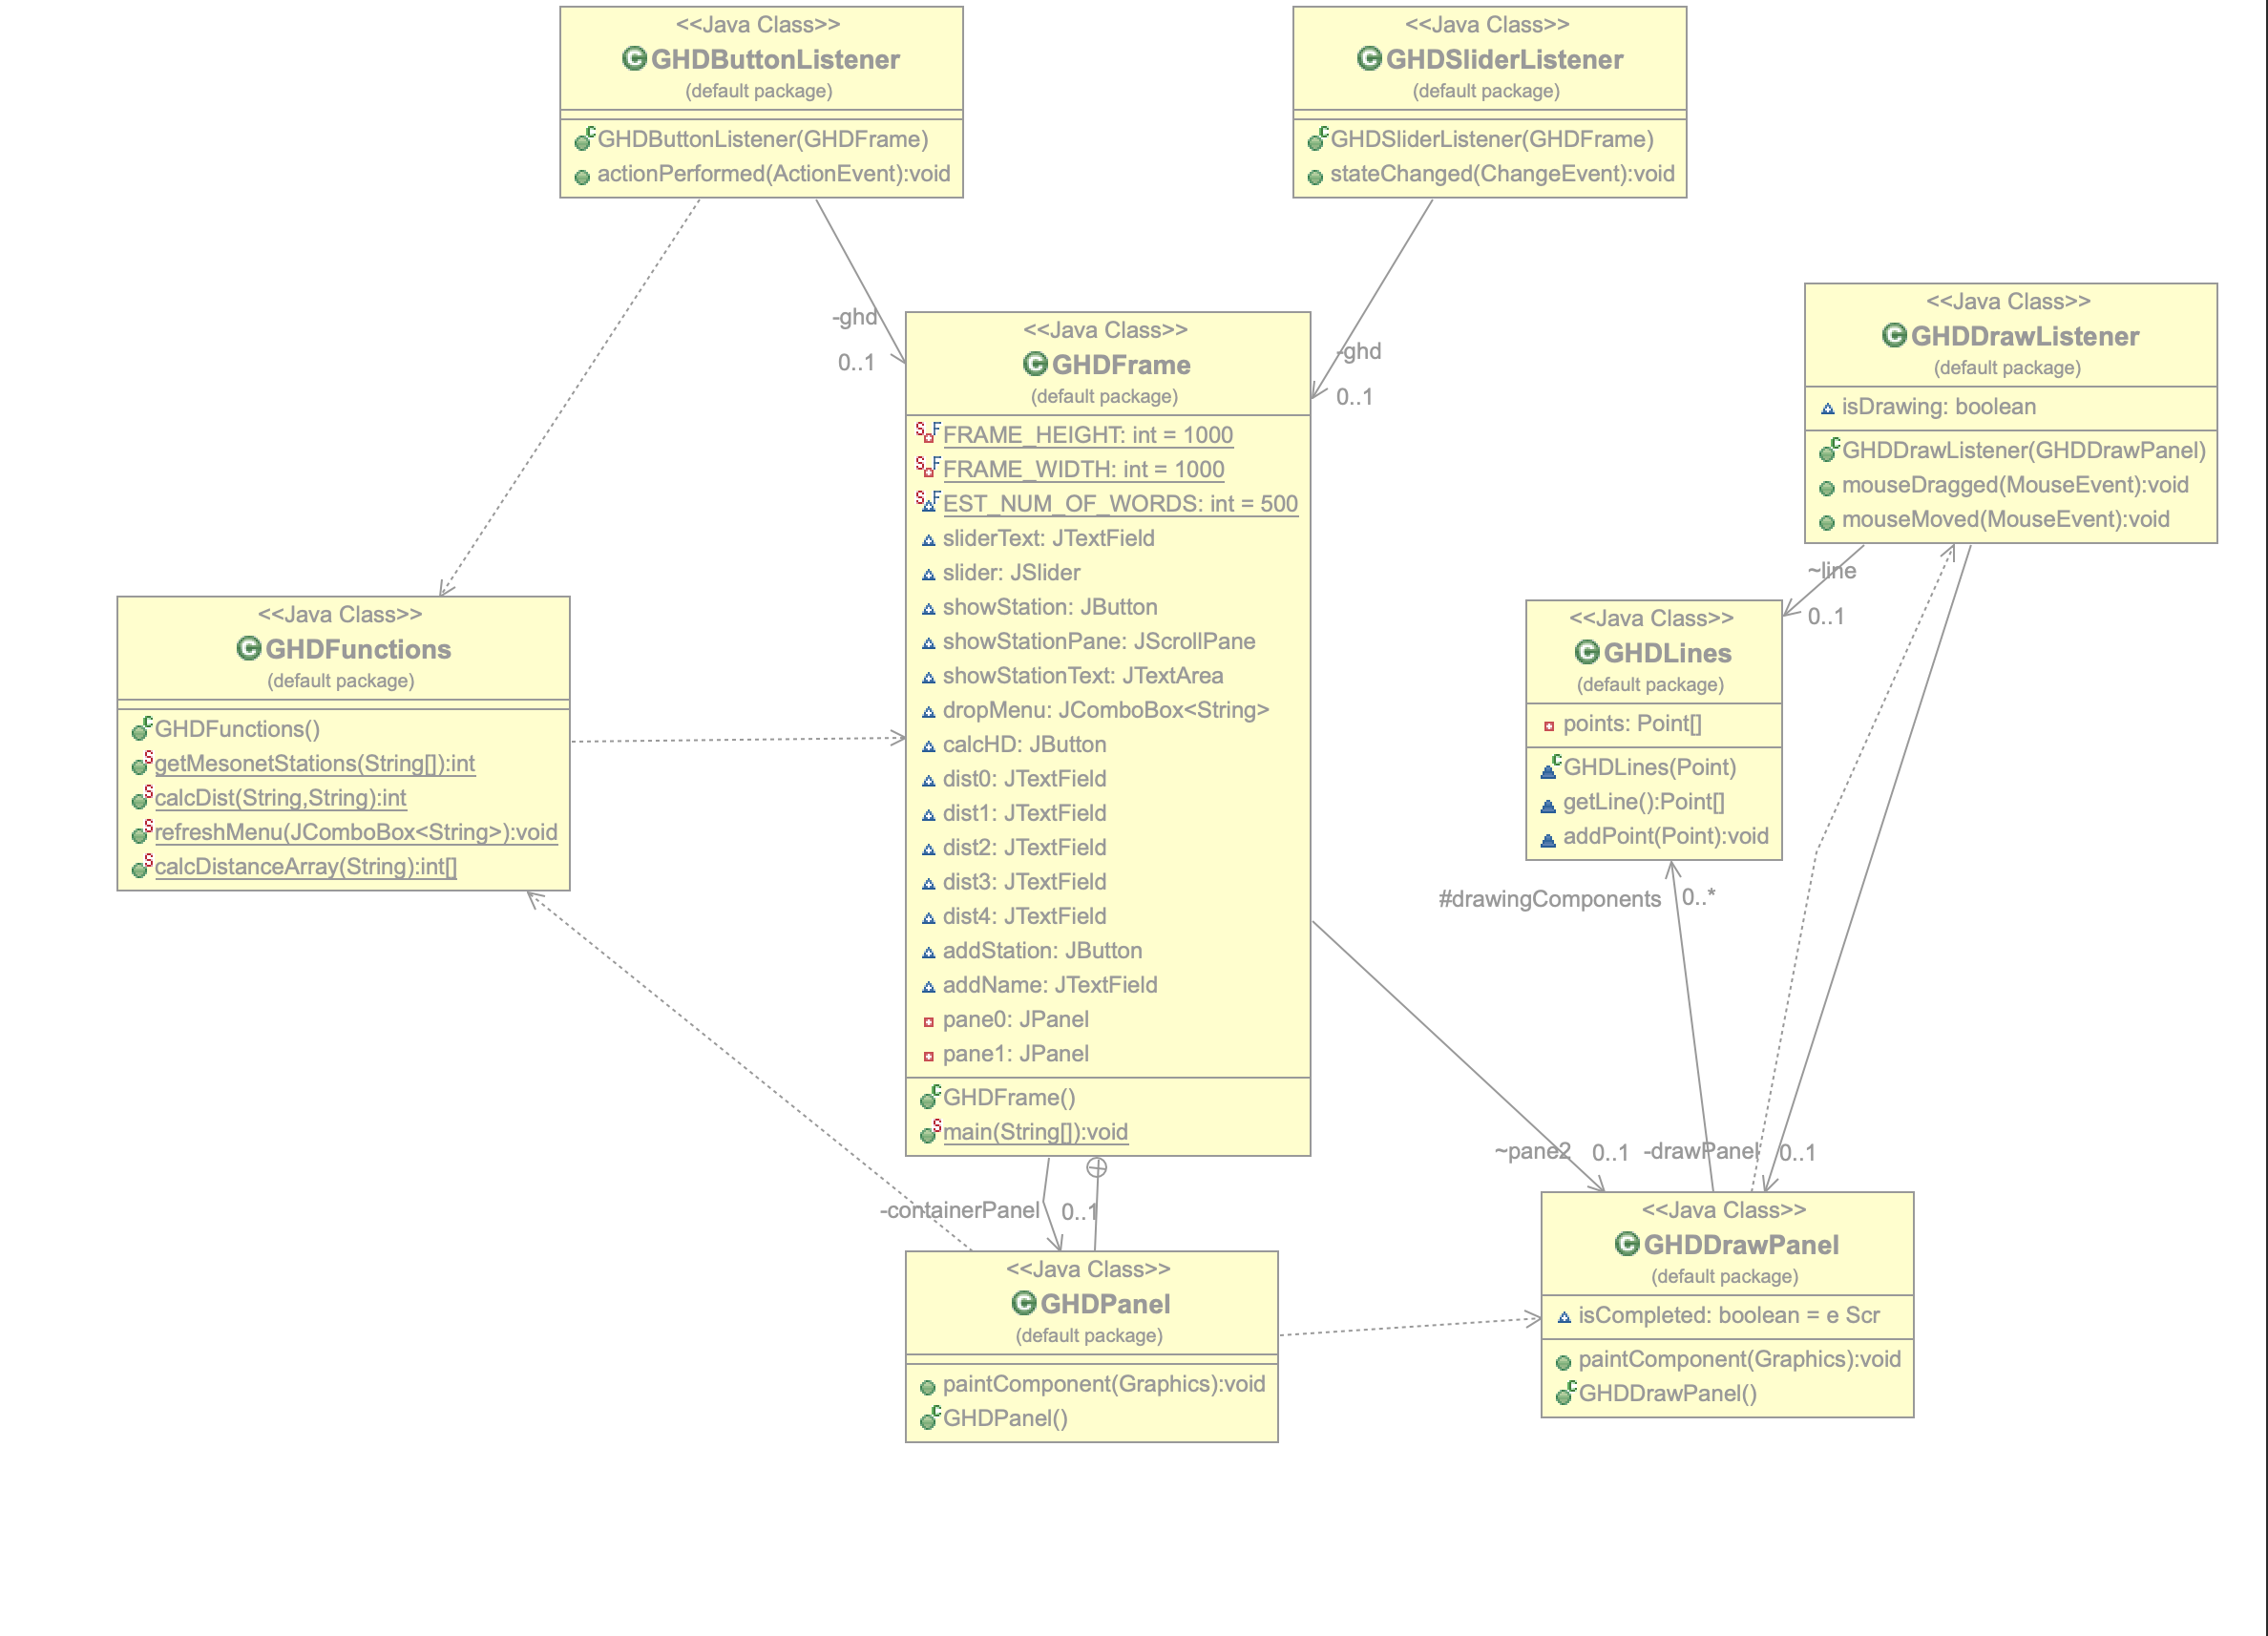 <<Java Class>>
GHDButtonListener
(default package)
GHDButtonListener(GHDFrame)
actionPerformed(ActionEvent):void
<<Java Class>>
GHDSliderListener
(default package)
GHDSliderListener(GHDFrame)
stateChanged(ChangeEvent):void
-ghd
0..1
-ghd
0..1
<<Java Class>>
GHDFrame
(default package)
FRAME_HEIGHT: int = 1000
FRAME_WIDTH: int = 1000
EST_NUM_OF_WORDS: int = 500
sliderText: JTextField
slider: JSlider
showStation: JButton
showStationPane: JScrollPane
showStationText: JTextArea
dropMenu: JComboBox<String>
calcHD: JButton
dist0: JTextField
dist1: JTextField
dist2: JTextField
dist3: JTextField
dist4: JTextField
addStation: JButton
addName: JTextField
pane0: JPanel
pane1: JPanel
GHDFrame()
main(String[]):void
<<Java Class>>
GHDDrawListener
(default package)
isDrawing: boolean
GHDDrawListener(GHDDrawPanel)
mouseDragged(MouseEvent):void
mouseMoved(MouseEvent):void
~line
0..1
<<Java Class>>
GHDFunctions
(default package)
GHDFunctions()
getMesonetStations(String[]):int
calcDist(String,String):int
refreshMenu(JComboBox<String>):void
calcDistanceArray(String):int[]
<<Java Class>>
GHDLines
(default package)
points: Point[]
GHDLines(Point)
getLine():Point[]
addPoint(Point):void
#drawingComponents
0..*
~pane2
0..1
-drawPanel
0..1
-containerPanel
0..1
<<Java Class>>
GHDPanel
(default package)
paintComponent(Graphics):void
GHDPanel()
<<Java Class>>
GHDDrawPanel
(default package)
isCompleted: boolean = e Scr
paintComponent(Graphics):void
GHDDrawPanel()